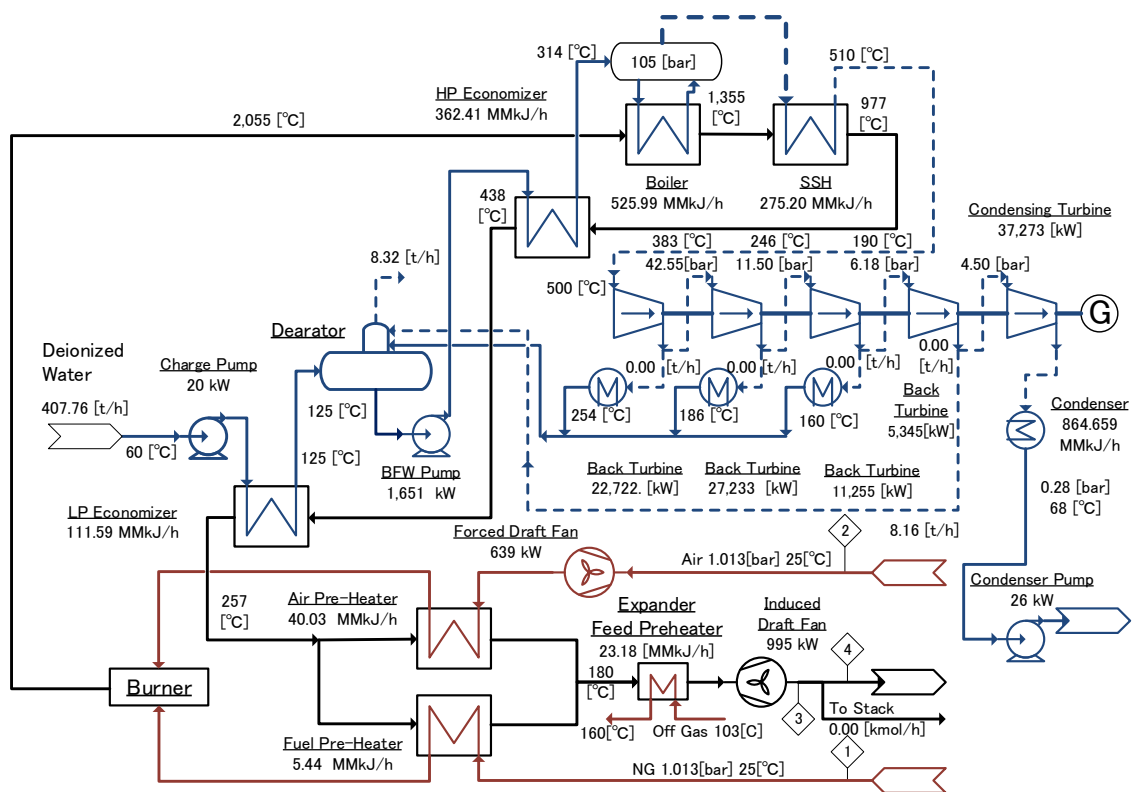 314 [℃]
105 [bar]
510 [℃]
HP Economizer
362.41 MMkJ/h
2,055 [℃]
1,355
[℃]
977
[℃]
Boiler
525.99 MMkJ/h
SSH
275.20 MMkJ/h
438
[℃]
Condensing Turbine
37,273 [kW]
8.32 [t/h]
383 [℃]
246 [℃]
190 [℃]
42.55[bar]
11.50 [bar]
6.18 [bar]
4.50 [bar]
500 [℃]
G
Dearator
Deionized
Water
Charge Pump
20 kW
407.76 [t/h]
60 [℃]
125 [℃]
125 [℃]
BFW Pump
1,651 kW
0.00 [t/h]
0.00 [t/h]
0.00 [t/h]
0.00
[t/h]
254 [℃]
186 [℃]
160 [℃]
Back
Turbine
5,345[kW]
Condenser
864.659
MMkJ/h
Back Turbine
22,722. [kW]
Back Turbine
27,233 [kW]
Back Turbine
11,255 [kW]
0.28 [bar]
68 [℃]
LP Economizer
111.59 MMkJ/h
Forced Draft Fan
639 kW
2
8.16 [t/h]
Air 1.013[bar] 25[℃]
Condenser Pump
26 kW
257
[℃]
Air Pre-Heater
40.03 MMkJ/h
Expander
Feed Preheater
23.18 [MMkJ/h]
Induced
Draft Fan
995 kW
4
Burner
180
[℃]
3
To Stack
0.00 [kmol/h]
160[℃]
Off Gas 103[C]
Fuel Pre-Heater
5.44 MMkJ/h
NG 1.013[bar] 25[℃]
1